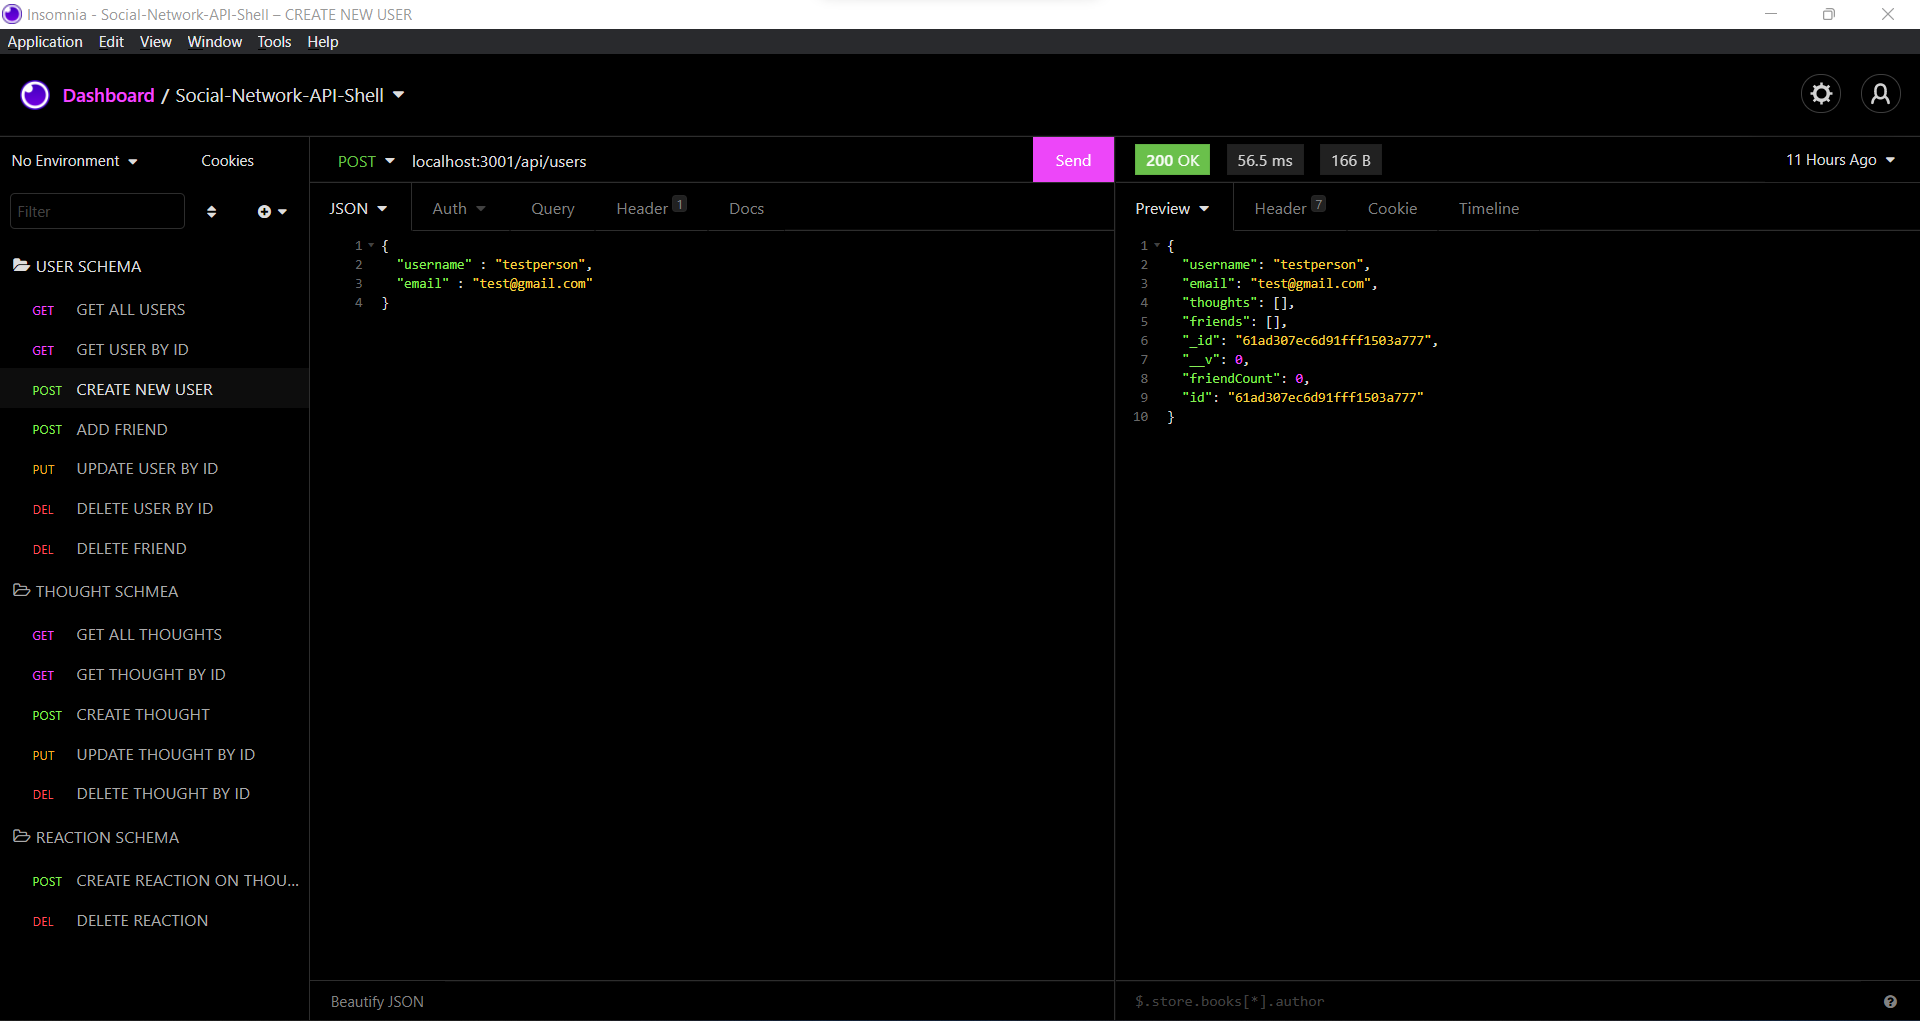 Insomnia - Social-Network-API-Shell – CREATE NEW USER
Application Edit View Window Tools Help
Dashboard / Social-Network-API-Shell
No Environment Cookies
Filter
USER SCHEMA
GET GET ALL USERS
GET GET USER BY ID
POST CREATE NEW USER
POST ADD FRIEND
PUT UPDATE USER BY ID
DEL DELETE USER BY ID
DEL DELETE FRIEND
THOUGHT SCHMEA
GET GET ALL THOUGHTS
GET GET THOUGHT BY ID
POST CREATE THOUGHT
PUT UPDATE THOUGHT BY ID
DEL DELETE THOUGHT BY ID
REACTION SCHEMA
POST CREATE REACTION ON THOU...
DEL DELETE REACTION
POST localhost:3001/api/users Send
JSON Auth Query Header 1 Docs
1 {
2 "username" : "testperson",
3 "email" : "test@gmail.com"
4 }
Beautify JSON
200 OK 56.5 ms 166 B 11 Hours Ago
Preview Header 7 Cookie Timeline
1 {
2 "username": "testperson",
3 "email": "test@gmail.com",
4 "thoughts": [],
5 "friends": [],
6 "_id": "61ad307ec6d91fff1503a777",
7 "__v": 0,
8 "friendCount": 0,
9 "id": "61ad307ec6d91fff1503a777"
10 }
$.store.books[*].author